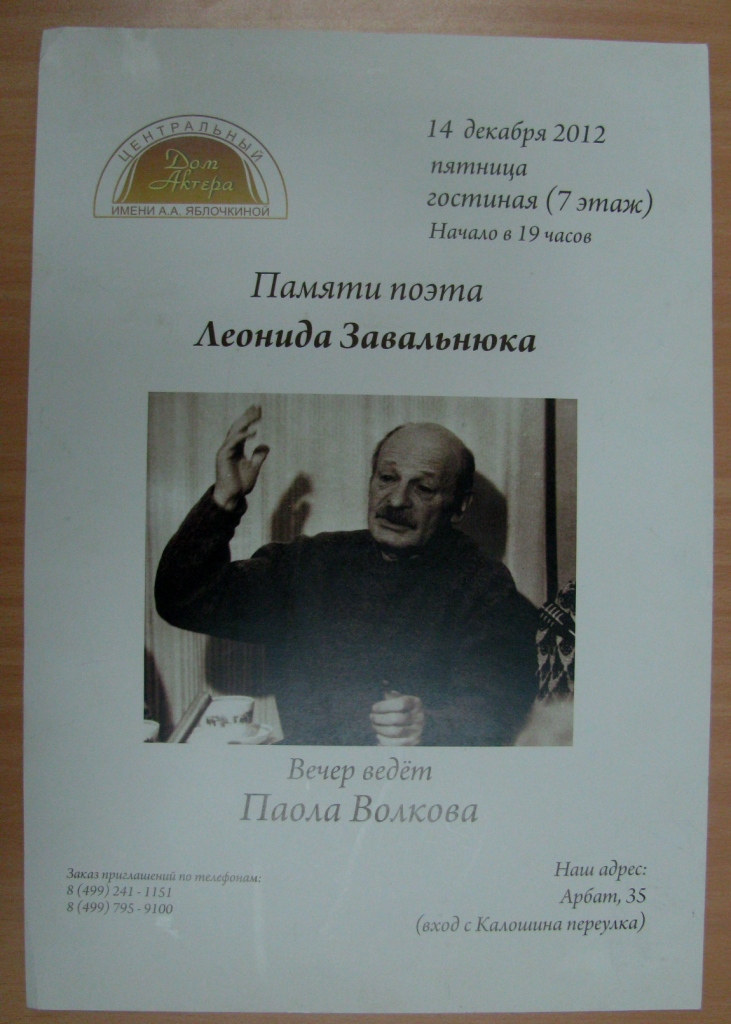 ЦЕНТРАЛЬНЫЙ
Дом
Актера
ИМЕНИ А.А. ЯБЛОЧКИНОЙ
14 декабря 2012
пятница
гостиная (7 этаж)
Начало в 19 часов
Памяти поэта
Леонида Завальнюка
Вечер ведёт
Паола Волкова
Заказ приглашений по телефонам:
8 (499) 241 - 1151
8 (499) 795 - 9100
Наш адрес:
Арбат, 35
(вход с Калошина переулка)